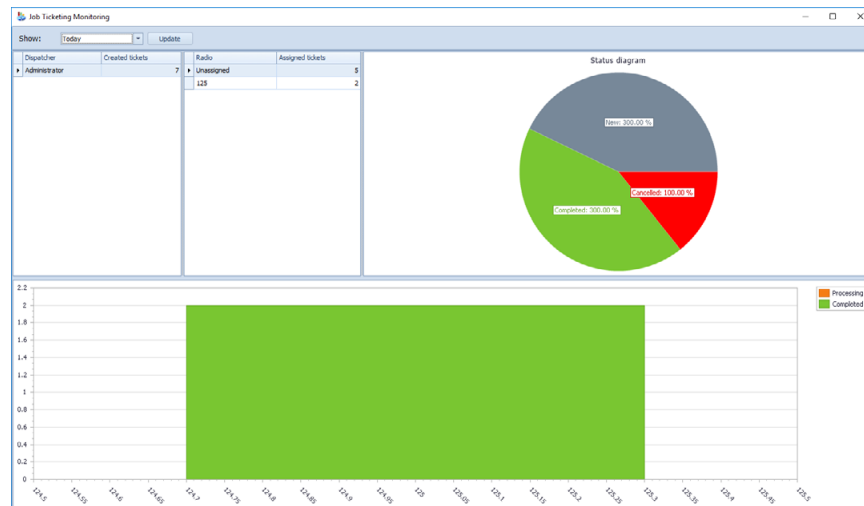 Job Ticketing Monitoring
Show: Today Update
Dispatcher Created tickets
Administrator 7
Radio Assigned tickets
Unassigned 5
125 2
Status diagram
New: 300.00 %
Cancelled: 100.00 %
Completed: 300.00 %
Processing
Completed
2.2
2
1.8
1.6
1.4
1.2
1
0.8
0.6
0.4
0.2
0
124.5 124.55 124.6 124.65 124.7 124.75 124.8 124.85 124.9 124.95 125 125.05 125.1 125.15 125.2 125.25 125.3 125.35 125.4 125.45 125.5